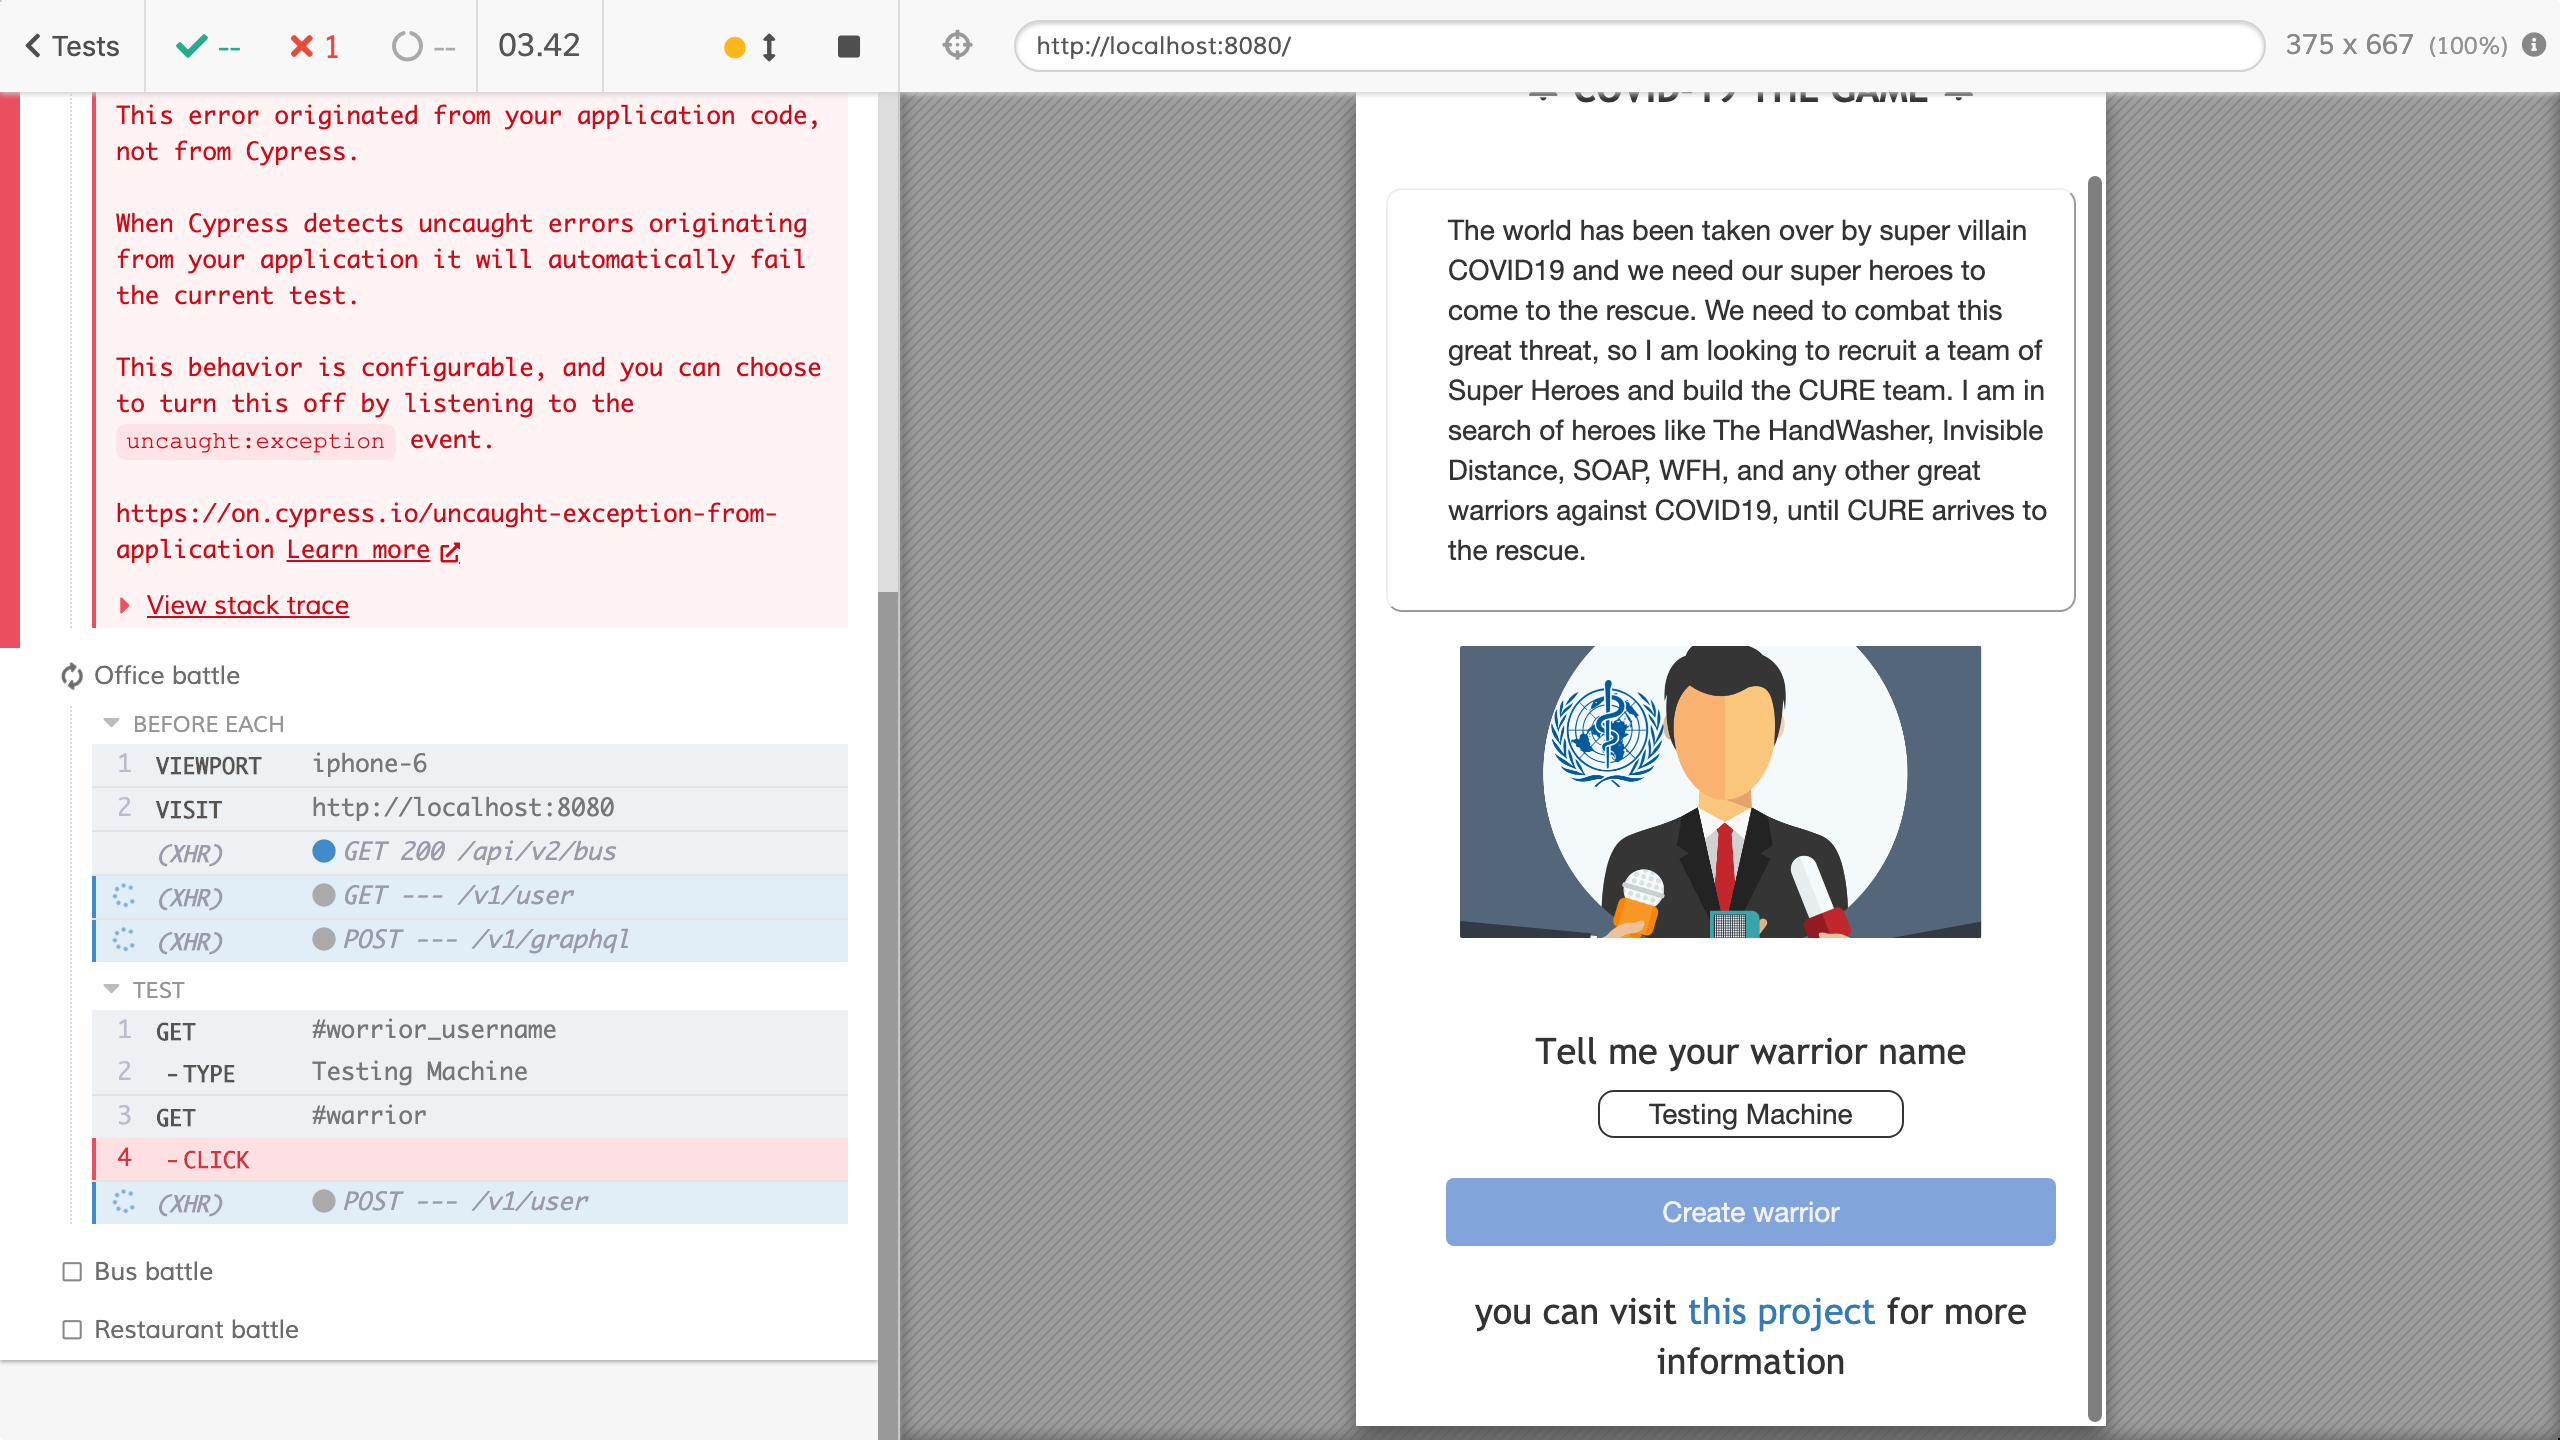 Tests
--
1
--
03.42
http://localhost:8080/
375 x 667 (100%)
This error originated from your application code,
not from Cypress.
When Cypress detects uncaught errors originating
from your application it will automatically fail
the current test.
This behavior is configurable, and you can choose
to turn this off by listening to the
uncaught:exception event.
https://on.cypress.io/uncaught-exception-from-
application Learn more
View stack trace
Office battle
BEFORE EACH
1 VIEWPORT iphone-6
2 VISIT http://localhost:8080
(XHR) GET 200 /api/v2/bus
(XHR) GET --- /v1/user
(XHR) POST --- /v1/graphql
TEST
1 GET #worrior_username
2 -TYPE Testing Machine
3 GET #warrior
4 -CLICK
(XHR) POST --- /v1/user
Bus battle
Restaurant battle
COVID-19 THE GAME
The world has been taken over by super villain
COVID19 and we need our super heroes to
come to the rescue. We need to combat this
great threat, so I am looking to recruit a team of
Super Heroes and build the CURE team. I am in
search of heroes like The HandWasher, Invisible
Distance, SOAP, WFH, and any other great
warriors against COVID19, until CURE arrives to
the rescue.
Tell me your warrior name
Testing Machine
Create warrior
you can visit this project for more
information